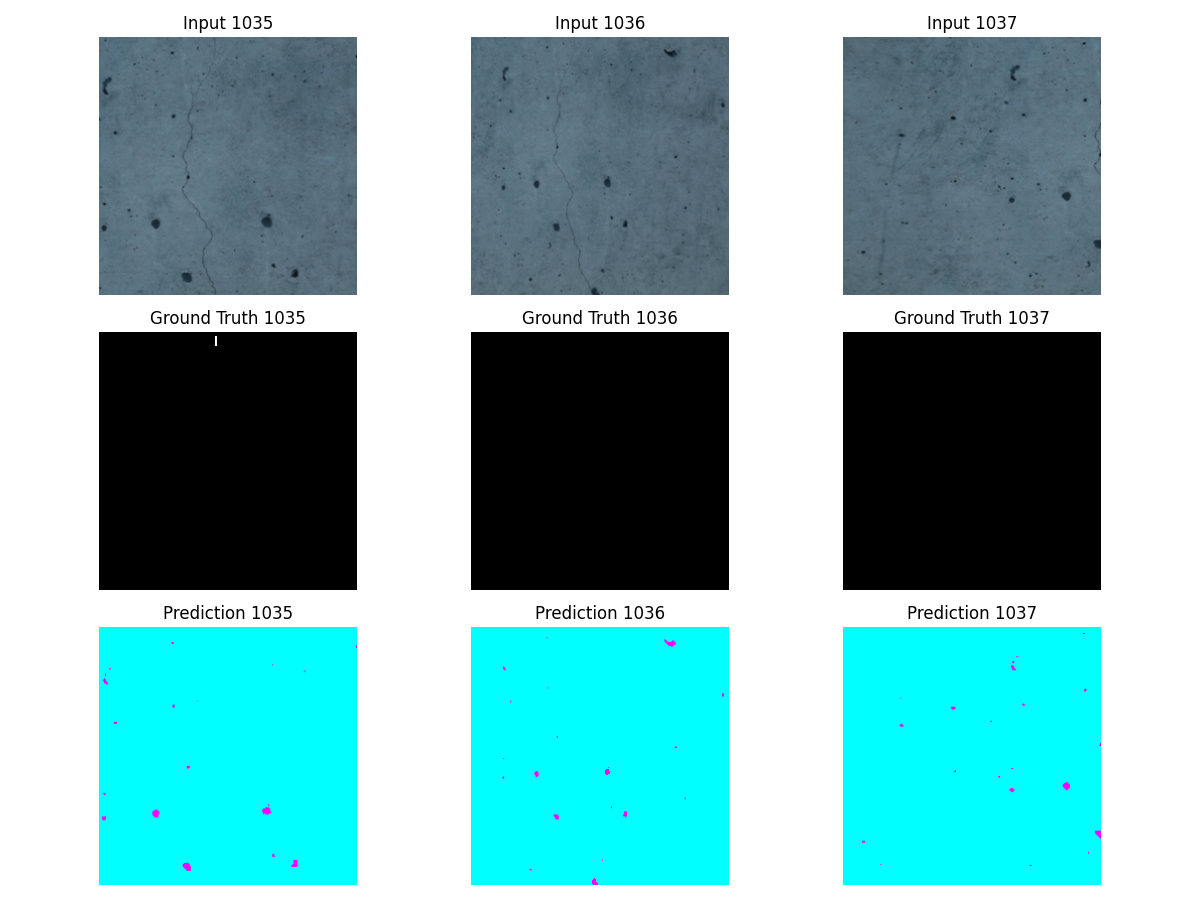 Input 1035
Input 1036
Input 1037
Ground Truth 1035
Ground Truth 1036
Ground Truth 1037
Prediction 1035
Prediction 1036
Prediction 1037